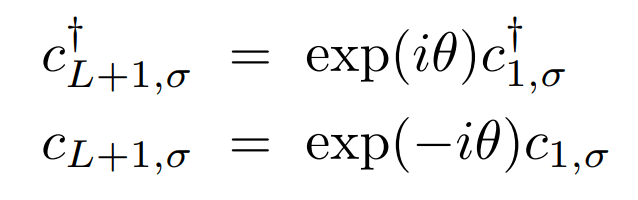 c†_{L+1,σ} = exp(iθ)c†_{1,σ}
c_{L+1,σ} = exp(−iθ)c_{1,σ}